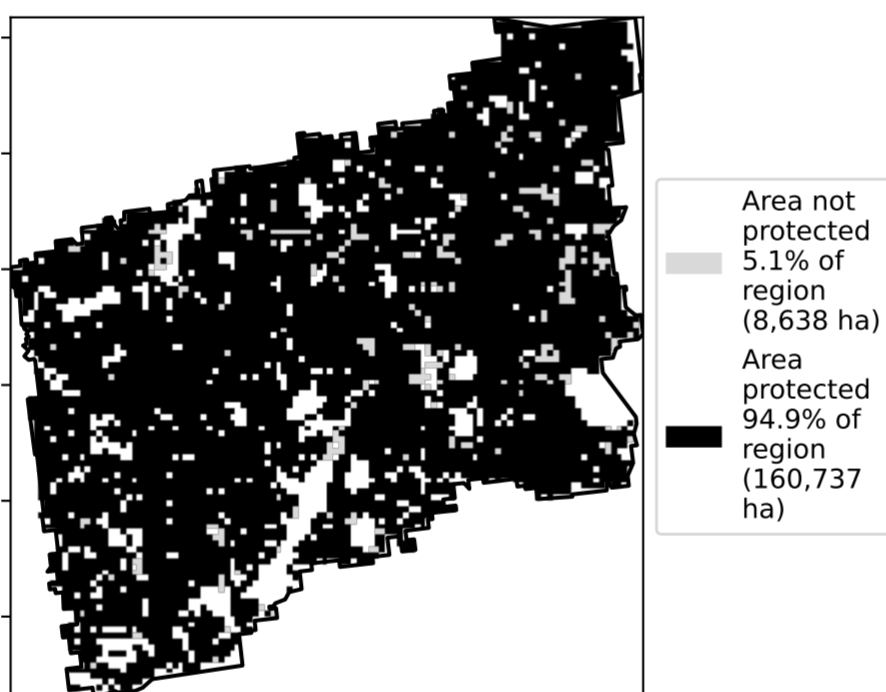 Area not
protected
5.1% of
region
(8,638 ha)
Area
protected
94.9% of
region
(160,737
ha)